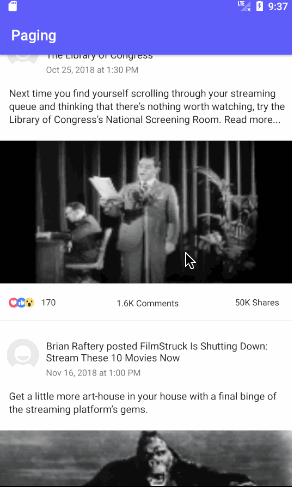 LTE 9:37
Paging
The Library of Congress
Oct 25, 2018 at 1:30 PM
Next time you find yourself scrolling through your streaming
queue and thinking that there's nothing worth watching, try the
Library of Congress's National Screening Room. Read more...
170 1.6K Comments 50K Shares
Brian Raftery posted FilmStruck Is Shutting Down:
Stream These 10 Movies Now
Nov 16, 2018 at 1:00 PM
Get a little more art-house in your house with a final binge of
the streaming platform's gems.